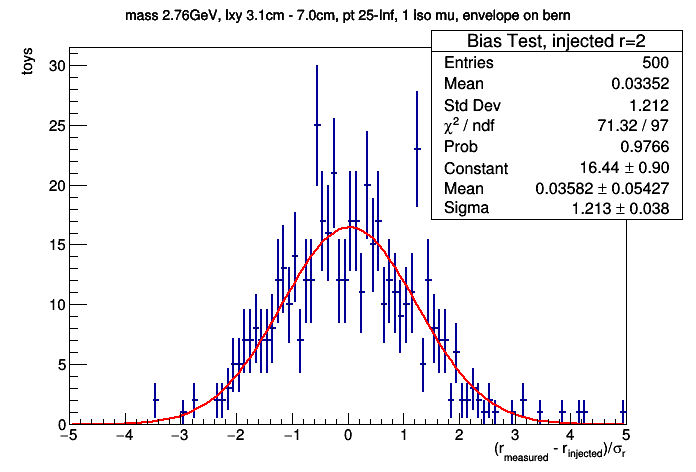 mass 2.76GeV, lxy 3.1cm - 7.0cm, pt 25-Inf, 1 Iso mu, envelope on bern
Bias Test, injected r=2
Entries 500
Mean 0.03352
Std Dev 1.212
χ² / ndf 71.32 / 97
Prob 0.9766
Constant 16.44 ± 0.90
Mean 0.03582 ± 0.05427
Sigma 1.213 ± 0.038
toys
30
25
20
15
10
5
0
−5 −4 −3 −2 −1 0 1 2 3 4 5
(r_measured - r_injected)/σ_r